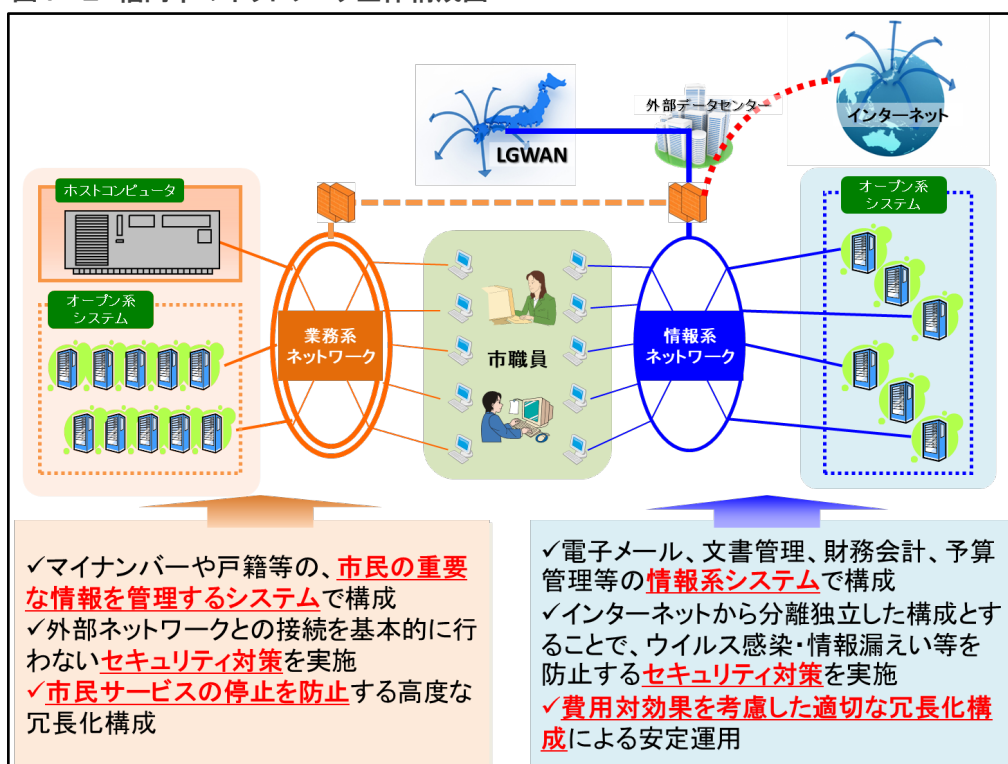 外部データセンター
インターネット
LGWAN
ホストコンピュータ
オープン系
システム
オープン系
システム
業務系
ネットワーク
市職員
情報系
ネットワーク
✓マイナンバーや戸籍等の、市民の重要
な情報を管理するシステムで構成
✓外部ネットワークとの接続を基本的に行
わないセキュリティ対策を実施
✓市民サービスの停止を防止する高度な
冗長化構成
✓電子メール、文書管理、財務会計、予算
管理等の情報系システムで構成
✓インターネットから分離独立した構成とす
ることで、ウイルス感染・情報漏えい等を
防止するセキュリティ対策を実施
✓費用対効果を考慮した適切な冗長化構
成による安定運用